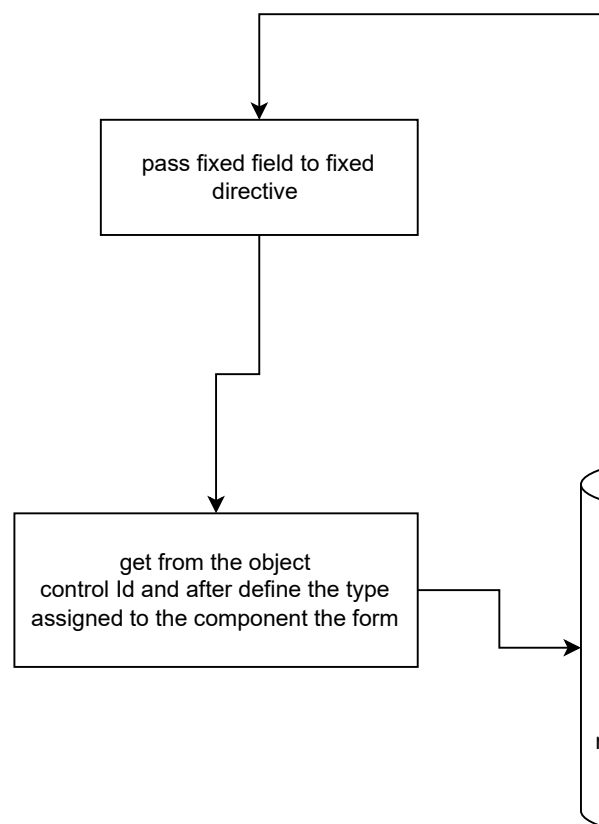 pass fixed field to fixed
directive
get from the object
control Id and after define the type
assigned to the component the form